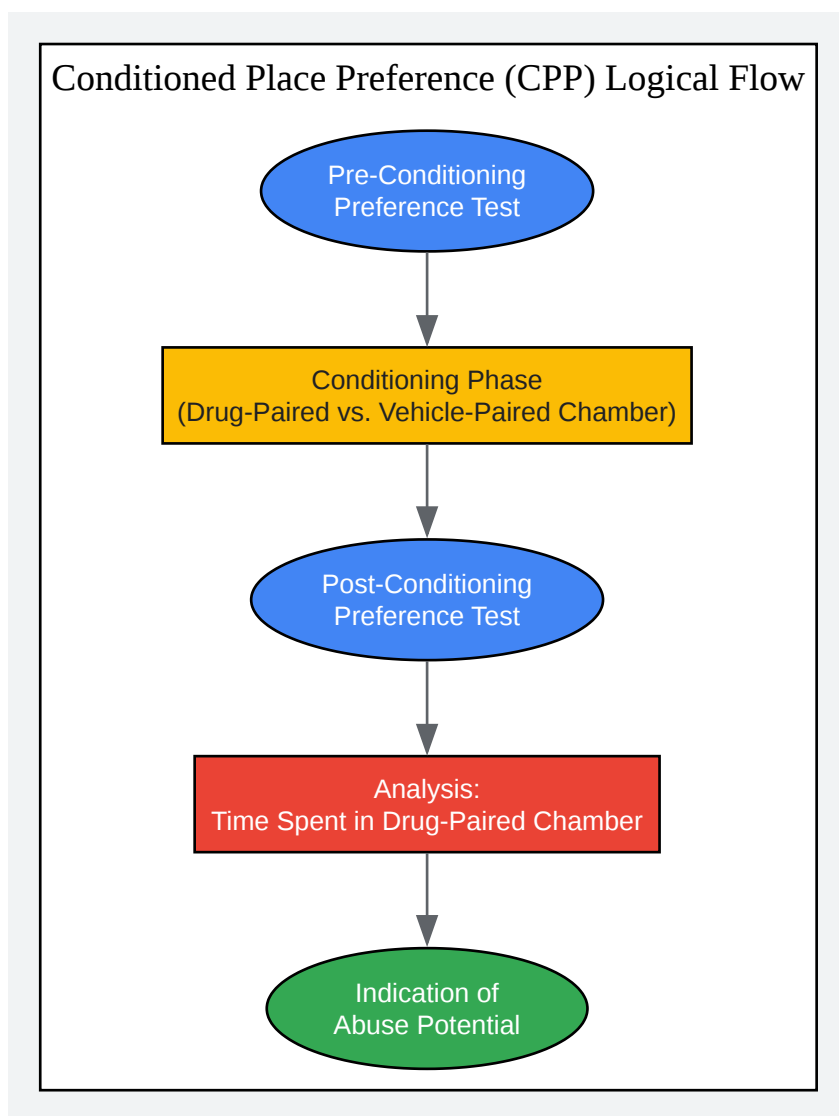 Conditioned Place Preference (CPP) Logical Flow
Pre-Conditioning
Preference Test
Conditioning Phase
(Drug-Paired vs. Vehicle-Paired Chamber)
Post-Conditioning
Preference Test
Analysis:
Time Spent in Drug-Paired Chamber
Indication of
Abuse Potential